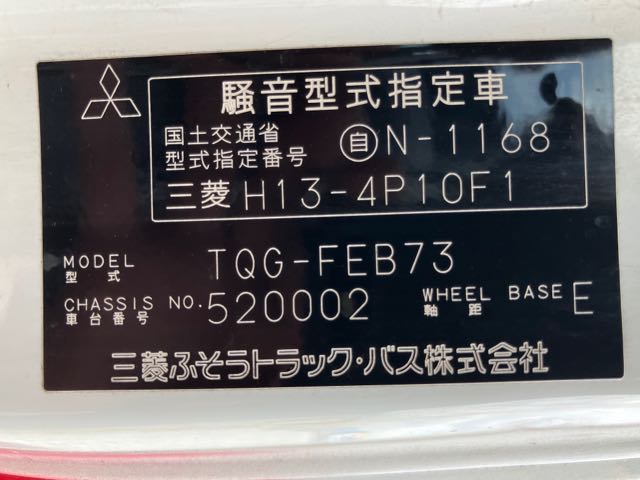 騒音型式指定車
国土交通省
型式指定番号 自N-1168
三菱 H13-4P10F1
MODEL
型式 TQG-FEB73
CHASSIS NO. 520002 WHEEL BASE E
車台番号 軸距
三菱ふそうトラック・バス株式会社